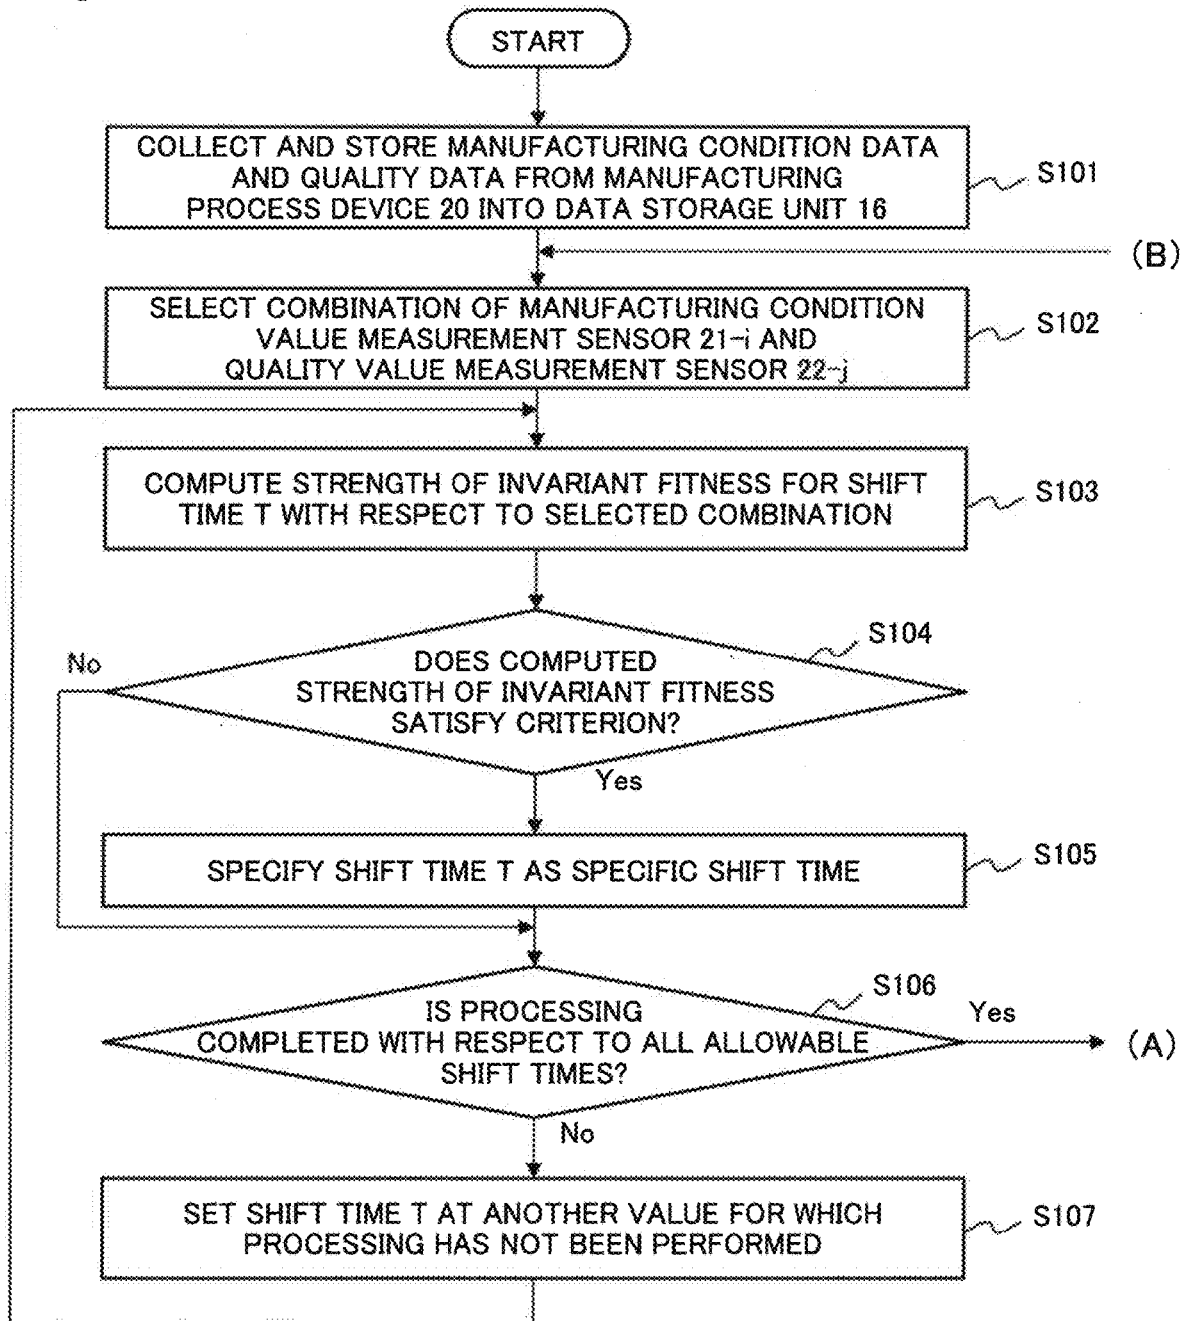 START
COLLECT AND STORE MANUFACTURING CONDITION DATA
AND QUALITY DATA FROM MANUFACTURING
PROCESS DEVICE 20 INTO DATA STORAGE UNIT 16
S101
(B)
SELECT COMBINATION OF MANUFACTURING CONDITION
VALUE MEASUREMENT SENSOR 21-i AND
QUALITY VALUE MEASUREMENT SENSOR 22-j
S102
COMPUTE STRENGTH OF INVARIANT FITNESS FOR SHIFT
TIME T WITH RESPECT TO SELECTED COMBINATION
S103
S104
No
DOES COMPUTED
STRENGTH OF INVARIANT FITNESS
SATISFY CRITERION?
Yes
SPECIFY SHIFT TIME T AS SPECIFIC SHIFT TIME
S105
S106
IS PROCESSING
COMPLETED WITH RESPECT TO ALL ALLOWABLE
SHIFT TIMES?
Yes
(A)
No
SET SHIFT TIME T AT ANOTHER VALUE FOR WHICH
PROCESSING HAS NOT BEEN PERFORMED
S107